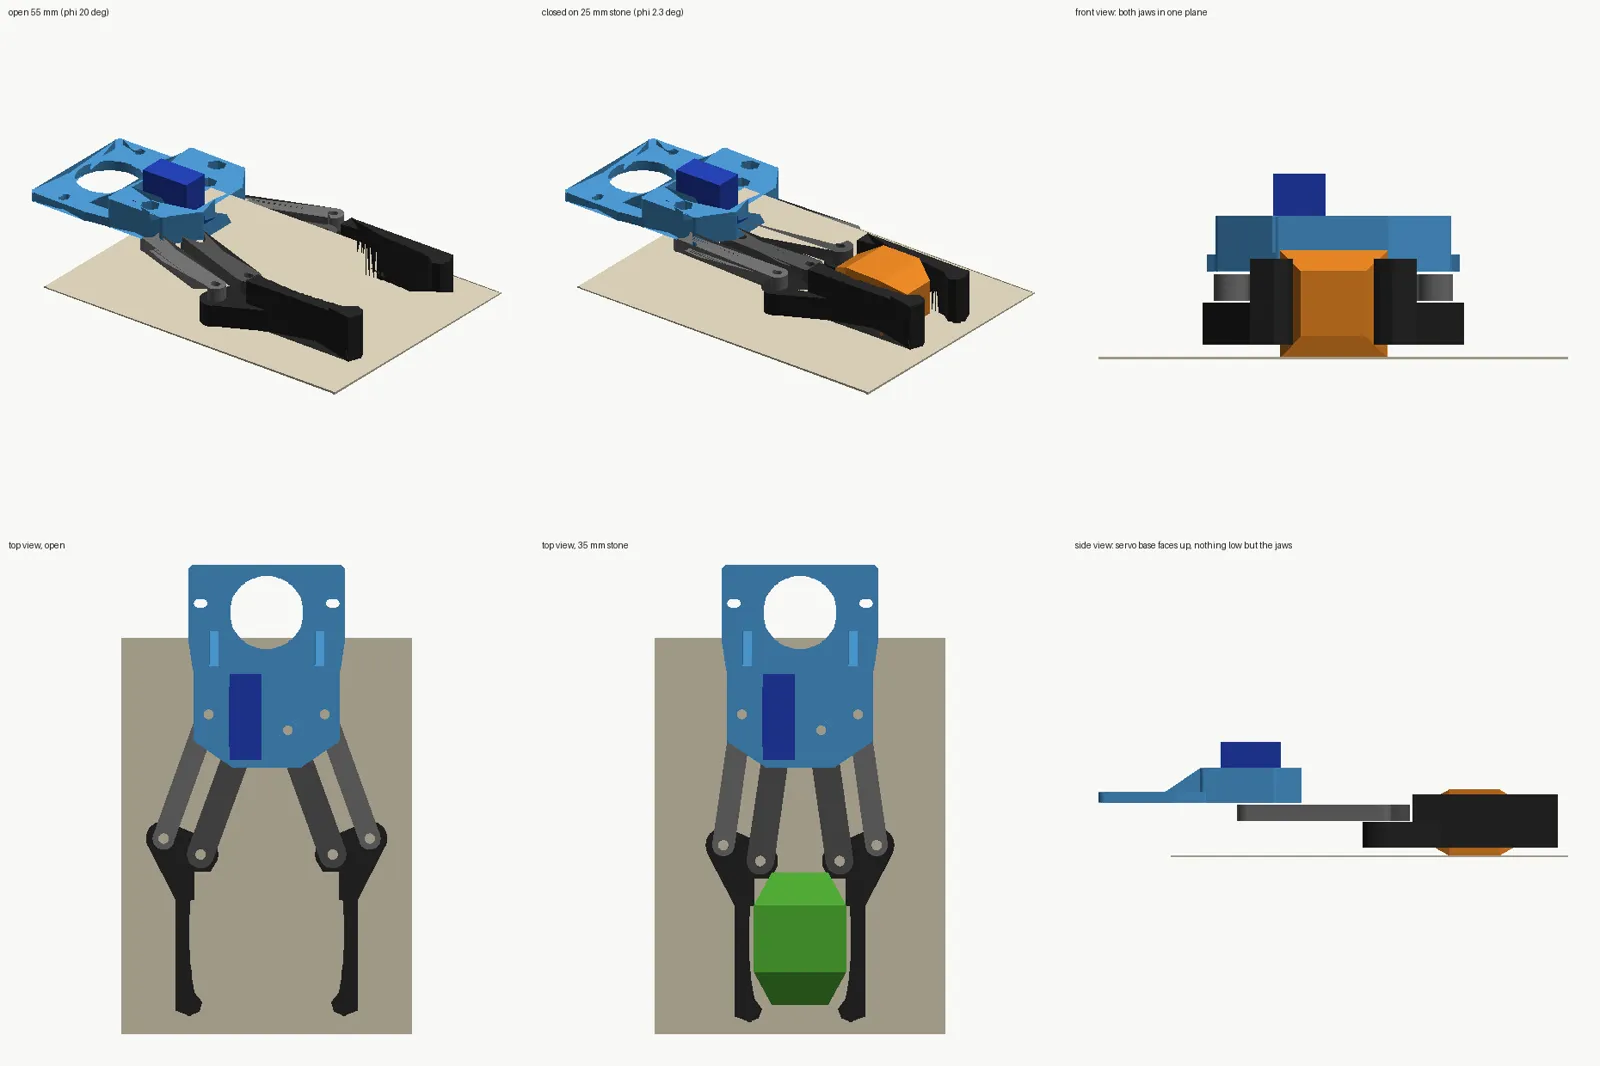 open 55 mm (phi 20 deg)
closed on 25 mm stone (phi 2.3 deg)
front view: both jaws in one plane
top view, open
top view, 35 mm stone
side view: servo base faces up, nothing low but the jaws